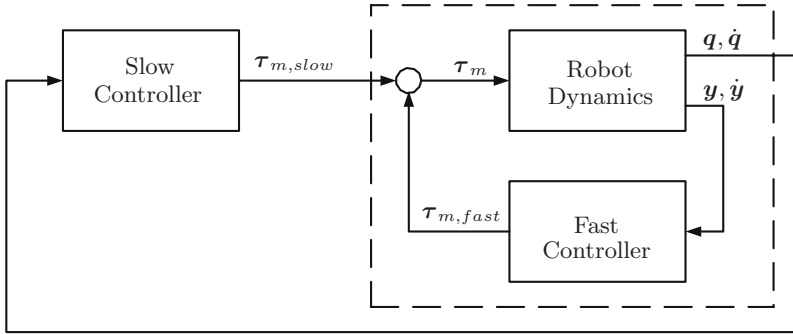 Slow
Controller
τ_{m,slow}
τ_m
Robot
Dynamics
q, q̇
y, ẏ
τ_{m,fast}
Fast
Controller